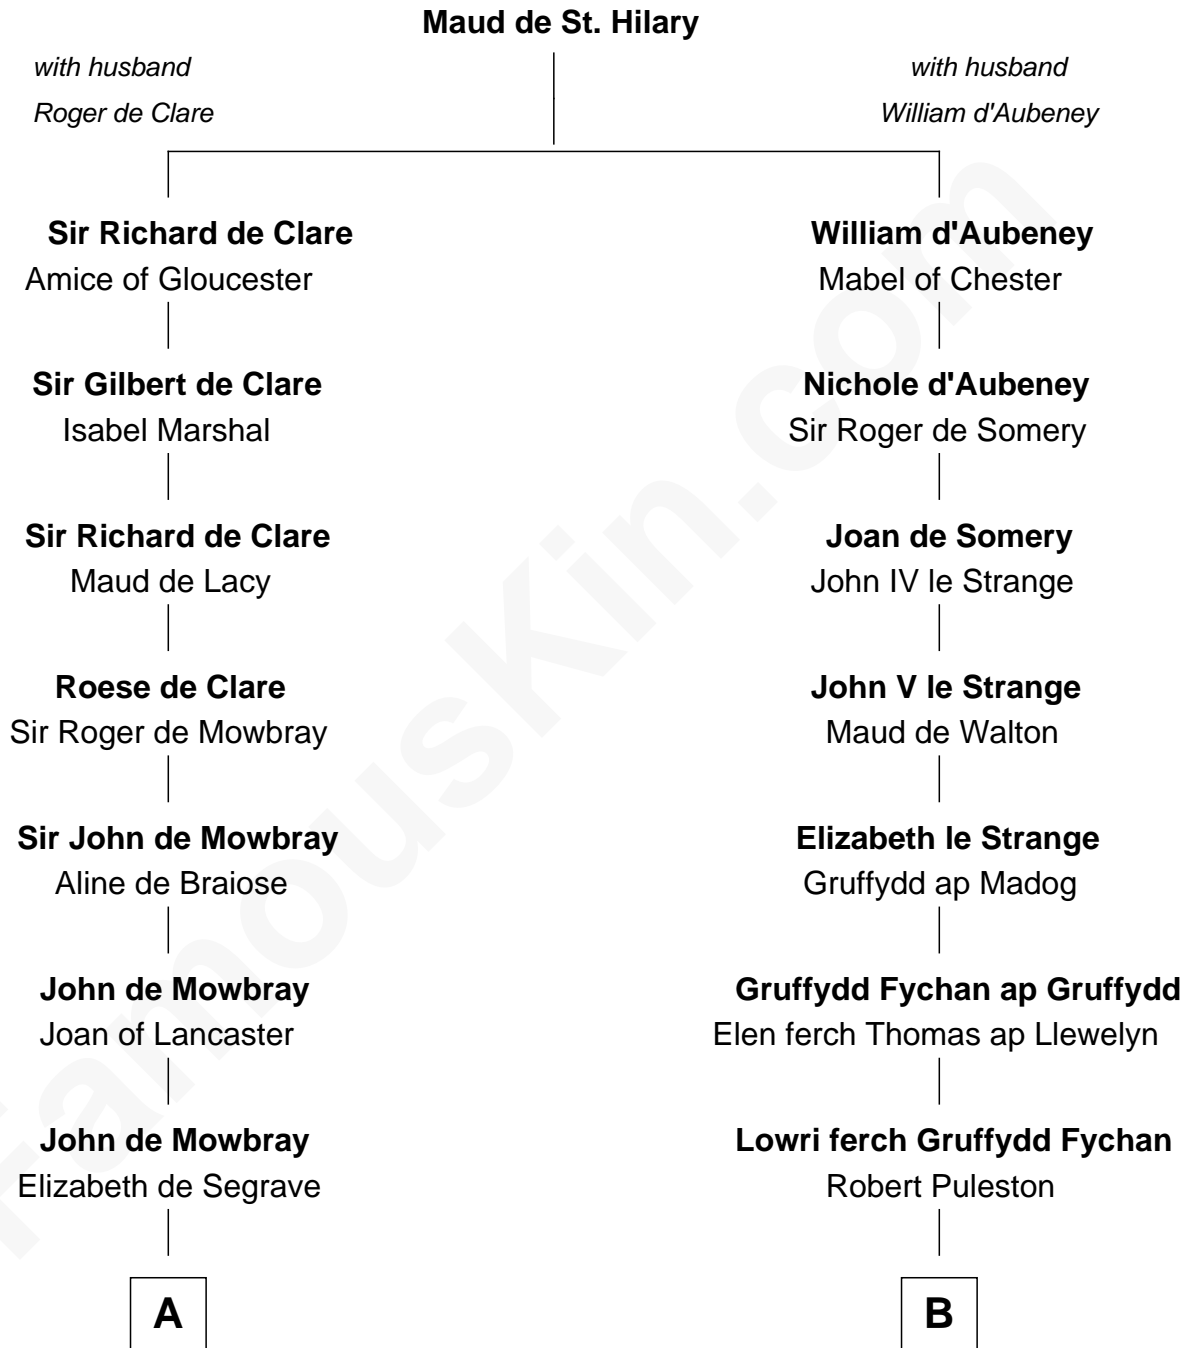 Maud de St. Hilary
with husband
Roger de Clare
with husband
William d'Aubeney
Sir Richard de Clare
Amice of Gloucester
William d'Aubeney
Mabel of Chester
Sir Gilbert de Clare
Isabel Marshal
Nichole d'Aubeney
Sir Roger de Somery
Sir Richard de Clare
Maud de Lacy
Joan de Somery
John IV le Strange
Roese de Clare
Sir Roger de Mowbray
John V le Strange
Maud de Walton
Sir John de Mowbray
Aline de Braiose
Elizabeth le Strange
Gruffydd ap Madog
John de Mowbray
Joan of Lancaster
Gruffydd Fychan ap Gruffydd
Elen ferch Thomas ap Llewelyn
John de Mowbray
Elizabeth de Segrave
Lowri ferch Gruffydd Fychan
Robert Puleston
A
B
FamousKin.com